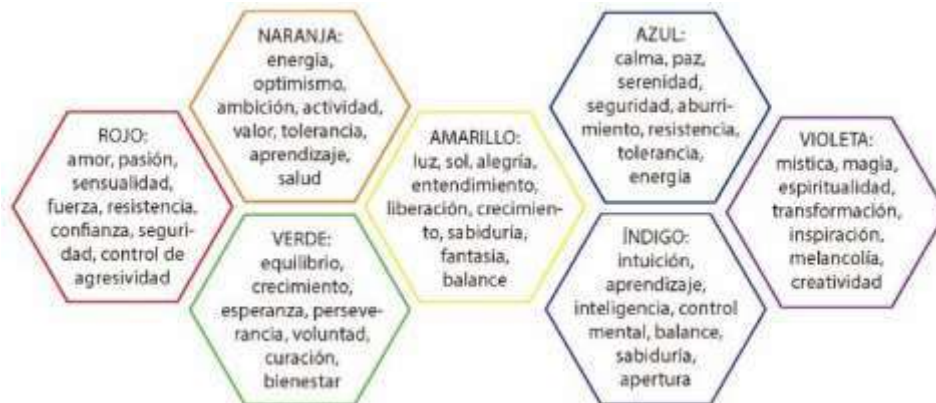 ROJO:
amor, pasión,
sensualidad,
fuerza, resistencia,
confianza, seguri-
dad, control de
agresividad
NARANJA:
energía,
optimismo,
ambición, actividad,
valor, tolerancia,
aprendizaje,
salud
VERDE:
equilibrio,
crecimiento,
esperanza, perseve-
rancia, voluntad,
curación,
bienestar
AMARILLO:
luz, sol, alegría,
entendimiento,
liberación, crecimien-
to, sabiduría,
fantasía,
balance
AZUL:
calma, paz,
serenidad,
seguridad, aburri-
miento, resistencia,
tolerancia,
energía
ÍNDIGO:
intuición,
aprendizaje,
inteligencia, control
mental, balance,
sabiduría,
apertura
VIOLETA:
mística, magia,
espiritualidad,
transformación,
inspiración,
melancolía,
creatividad